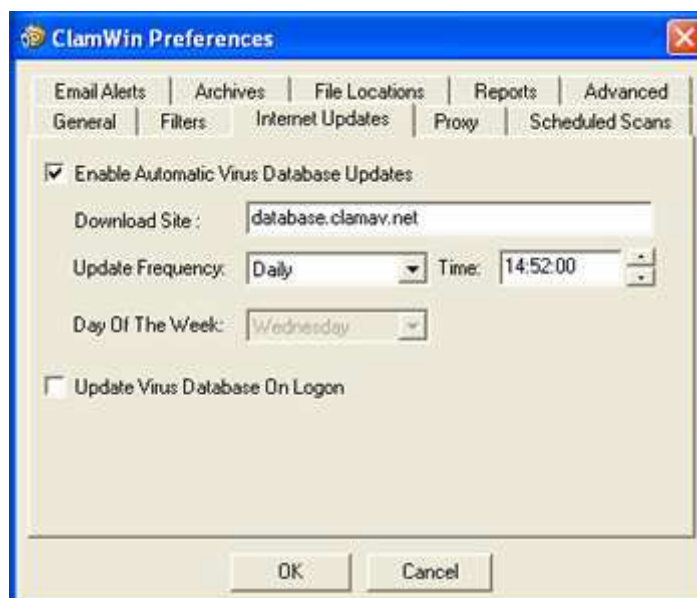 ClamWin Preferences
Email Alerts Archives File Locations Reports Advanced
General Filters Internet Updates Proxy Scheduled Scans
Enable Automatic Virus Database Updates
Download Site : database.clamav.net
Update Frequency: Daily Time: 14:52:00
Day Of The Week: Wednesday
Update Virus Database On Logon
OK Cancel